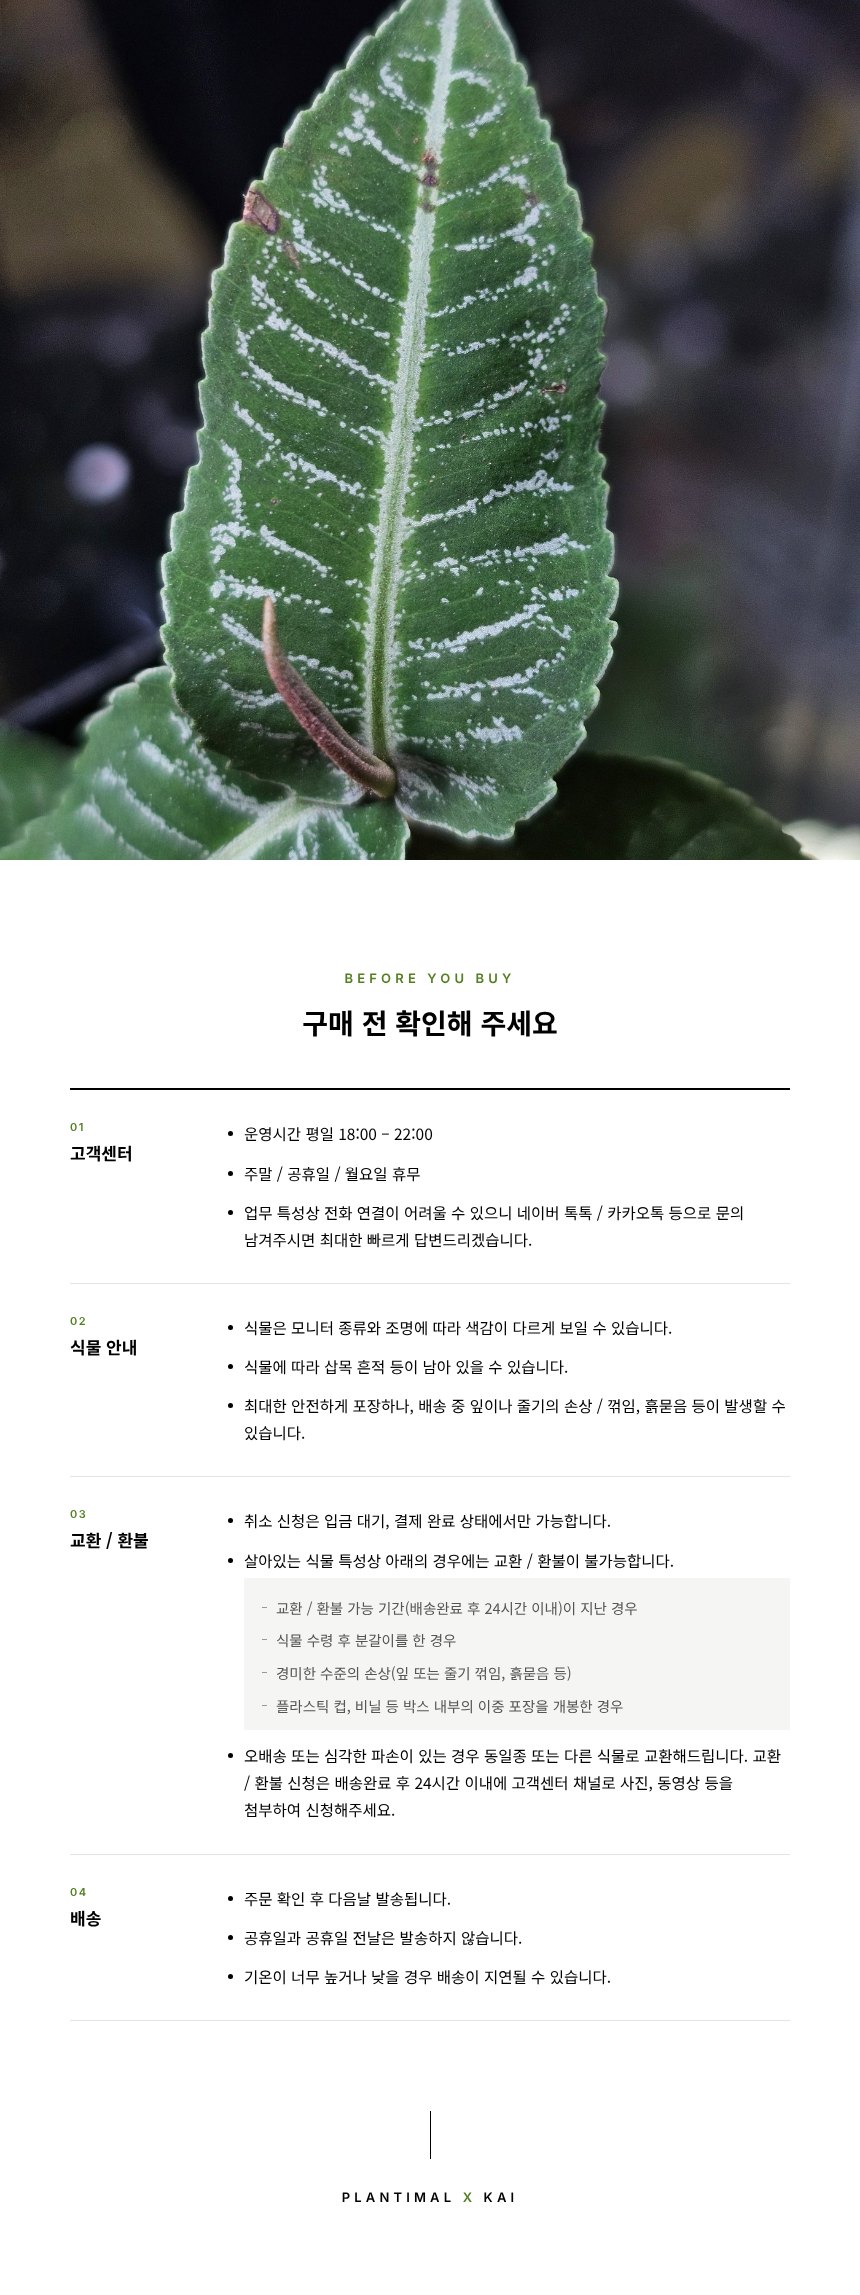 BEFORE YOU BUY
구매 전 확인해 주세요
01
고객센터
운영시간 평일 18:00 – 22:00
주말 / 공휴일 / 월요일 휴무
업무 특성상 전화 연결이 어려울 수 있으니 네이버 톡톡 / 카카오톡 등으로 문의
남겨주시면 최대한 빠르게 답변드리겠습니다.
02
식물 안내
식물은 모니터 종류와 조명에 따라 색감이 다르게 보일 수 있습니다.
식물에 따라 삽목 흔적 등이 남아 있을 수 있습니다.
최대한 안전하게 포장하나, 배송 중 잎이나 줄기의 손상 / 꺾임, 흙묻음 등이 발생할 수
있습니다.
03
교환 / 환불
취소 신청은 입금 대기, 결제 완료 상태에서만 가능합니다.
살아있는 식물 특성상 아래의 경우에는 교환 / 환불이 불가능합니다.
– 교환 / 환불 가능 기간(배송완료 후 24시간 이내)이 지난 경우
– 식물 수령 후 분갈이를 한 경우
– 경미한 수준의 손상(잎 또는 줄기 꺾임, 흙묻음 등)
– 플라스틱 컵, 비닐 등 박스 내부의 이중 포장을 개봉한 경우
오배송 또는 심각한 파손이 있는 경우 동일종 또는 다른 식물로 교환해드립니다. 교환
/ 환불 신청은 배송완료 후 24시간 이내에 고객센터 채널로 사진, 동영상 등을
첨부하여 신청해주세요.
04
배송
주문 확인 후 다음날 발송됩니다.
공휴일과 공휴일 전날은 발송하지 않습니다.
기온이 너무 높거나 낮을 경우 배송이 지연될 수 있습니다.
PLANTIMAL X KAI